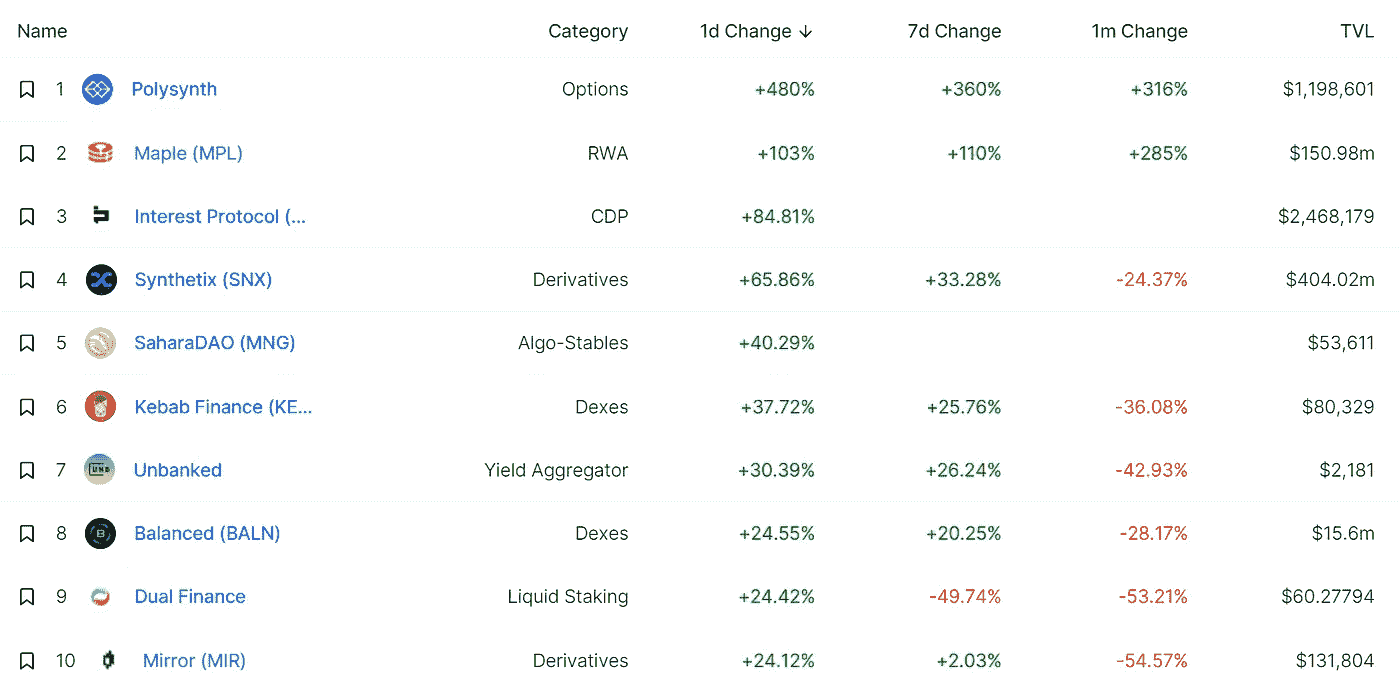 Name Category 1d Change ↓ 7d Change 1m Change TVL
1 Polysynth Options +480% +360% +316% $1,198,601
2 Maple (MPL) RWA +103% +110% +285% $150.98m
3 Interest Protocol (... CDP +84.81% $2,468,179
4 Synthetix (SNX) Derivatives +65.86% +33.28% -24.37% $404.02m
5 SaharaDAO (MNG) Algo-Stables +40.29% $53,611
6 Kebab Finance (KE... Dexes +37.72% +25.76% -36.08% $80,329
7 Unbanked Yield Aggregator +30.39% +26.24% -42.93% $2,181
8 Balanced (BALN) Dexes +24.55% +20.25% -28.17% $15.6m
9 Dual Finance Liquid Staking +24.42% -49.74% -53.21% $60.27794
10 Mirror (MIR) Derivatives +24.12% +2.03% -54.57% $131,804